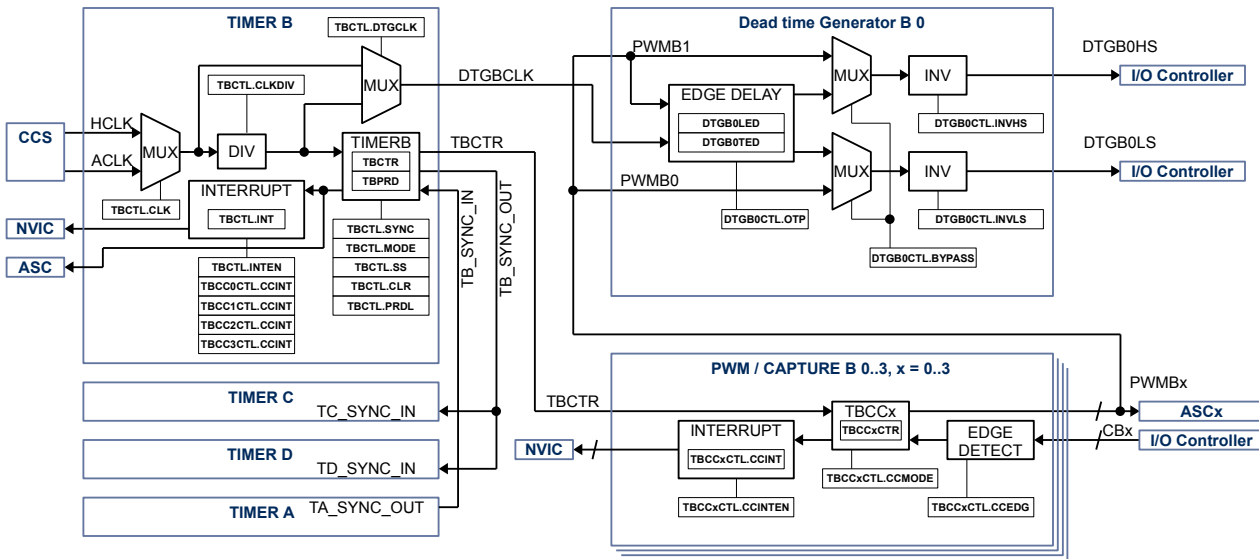 TIMER B
TBCTL.DTGCLK
MUX
DTGBCLK
TBCTL.CLKDIV
CCS
HCLK
ACLK
MUX
DIV
TBCTL.CLK
TIMERB
TBCTR
TBPRD
TBCTR
INTERRUPT
TBCTL.INT
NVIC
ASC
TBCTL.INTEN
TBCC0CTL.CCINT
TBCC1CTL.CCINT
TBCC2CTL.CCINT
TBCC3CTL.CCINT
TBCTL.SYNC
TBCTL.MODE
TBCTL.SS
TBCTL.CLR
TBCTL.PRDL
TB_SYNC_IN
TB_SYNC_OUT
TIMER C
TC_SYNC_IN
TIMER D
TD_SYNC_IN
TIMER A
TA_SYNC_OUT
Dead time Generator B 0
PWMB1
EDGE DELAY
DTGB0LED
DTGB0TED
PWMB0
DTGB0CTL.OTP
MUX
MUX
INV
DTGB0CTL.INVHS
INV
DTGB0CTL.INVLS
DTGB0CTL.BYPASS
DTGB0HS
I/O Controller
DTGB0LS
I/O Controller
PWM / CAPTURE B 0..3, x = 0..3
TBCTR
TBCCx
TBCCxCTR
TBCCxCTL.CCMODE
INTERRUPT
TBCCxCTL.CCINT
TBCCxCTL.CCINTEN
NVIC
EDGE
DETECT
TBCCxCTL.CCEDG
PWMBx
ASCx
CBx
I/O Controller